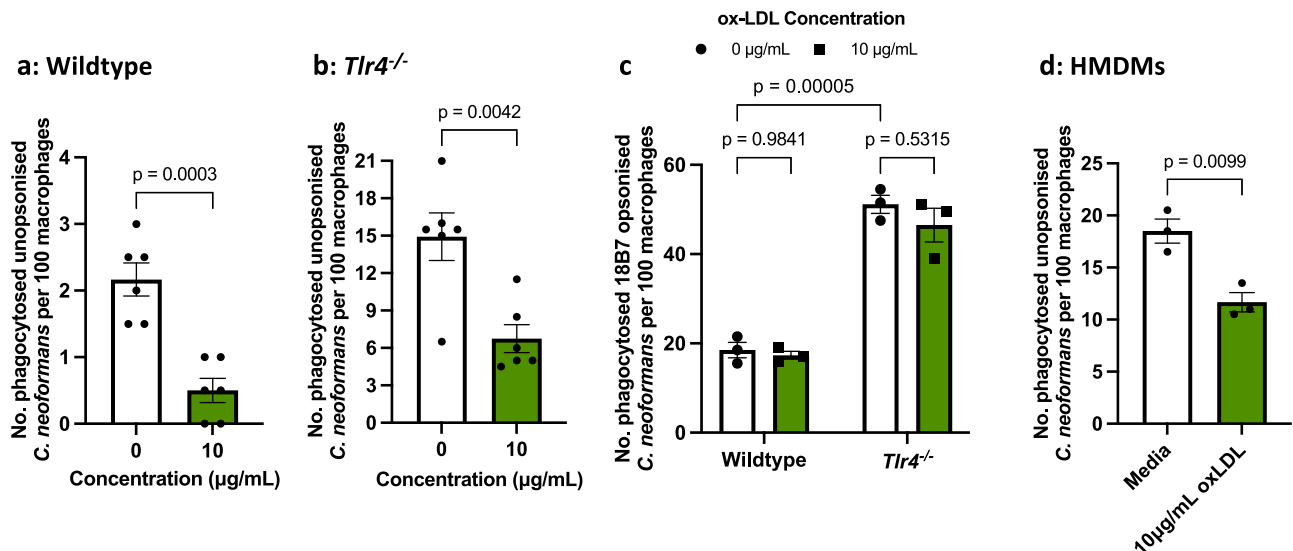 ox-LDL Concentration
0 µg/mL
10 µg/mL
a: Wildtype
No. phagocytosed unopsonised
C. neoformans per 100 macrophages
p = 0.0003
4
3
2
1
0
0
10
Concentration (µg/mL)
b: Tlr4-/-
No. phagocytosed unopsonised
C. neoformans per 100 macrophages
p = 0.0042
21
18
15
12
9
6
3
0
0
10
Concentration (µg/mL)
c
No. phagocytosed 18B7 opsonised
C. neoformans per 100 macrophages
p = 0.00005
p = 0.9841
p = 0.5315
60
40
20
0
Wildtype
Tlr4-/-
d: HMDMs
No. phagocytosed unopsonised
C. neoformans per 100 macrophages
p = 0.0099
25
20
15
10
5
0
Media
10µg/mL oxLDL